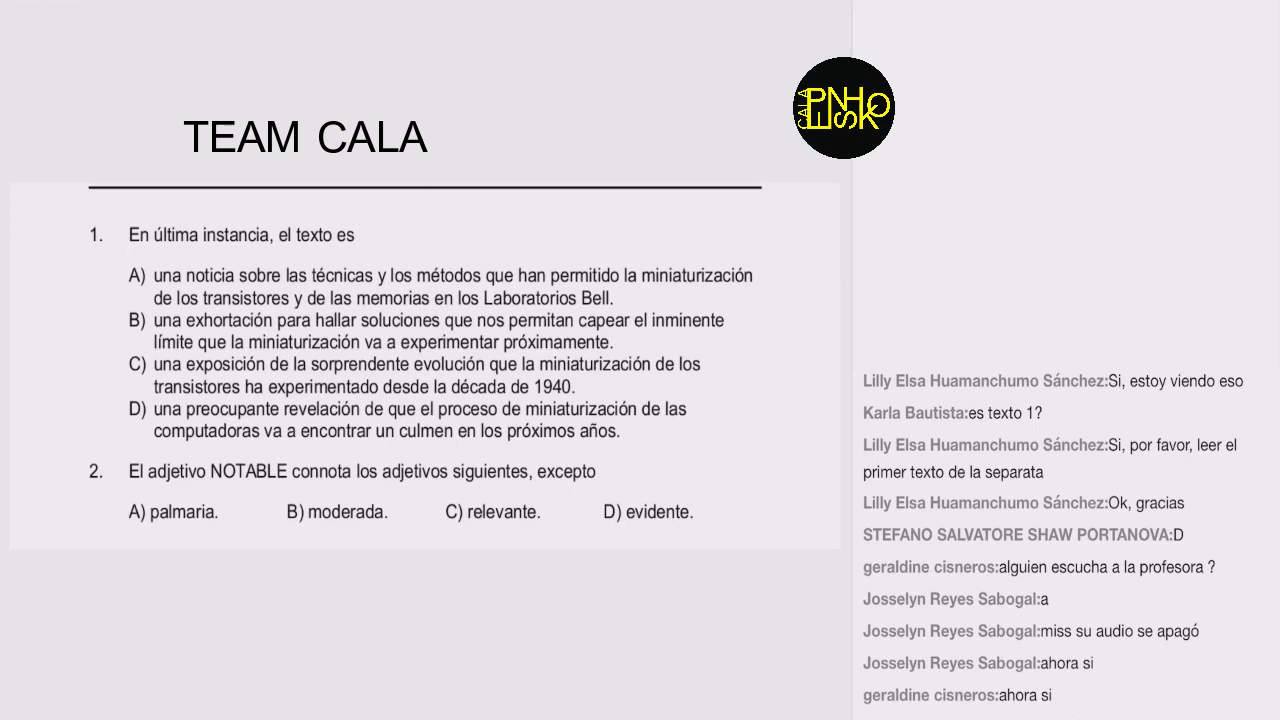 TEAM CALA
CALA
PENSHKO
1. En última instancia, el texto es
A) una noticia sobre las técnicas y los métodos que han permitido la miniaturización
de los transistores y de las memorias en los Laboratorios Bell.
B) una exhortación para hallar soluciones que nos permitan capear el inminente
límite que la miniaturización va a experimentar próximamente.
C) una exposición de la sorprendente evolución que la miniaturización de los
transistores ha experimentado desde la década de 1940.
D) una preocupante revelación de que el proceso de miniaturización de las
computadoras va a encontrar un culmen en los próximos años.
2. El adjetivo NOTABLE connota los adjetivos siguientes, excepto
A) palmaria. B) moderada. C) relevante. D) evidente.
Lilly Elsa Huamanchumo Sánchez:Si, estoy viendo eso
Karla Bautista:es texto 1?
Lilly Elsa Huamanchumo Sánchez:Si, por favor, leer el
primer texto de la separata
Lilly Elsa Huamanchumo Sánchez:Ok, gracias
STEFANO SALVATORE SHAW PORTANOVA:D
geraldine cisneros:alguien escucha a la profesora ?
Josselyn Reyes Sabogal:a
Josselyn Reyes Sabogal:miss su audio se apagó
Josselyn Reyes Sabogal:ahora si
geraldine cisneros:ahora si